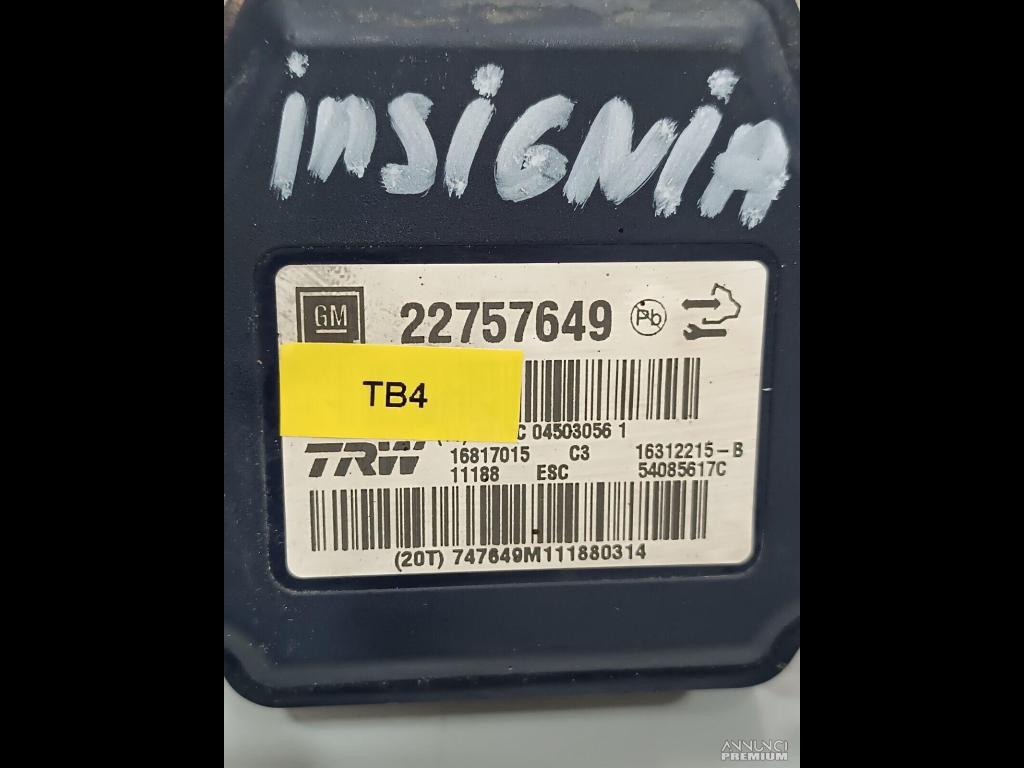 insiGNiA
GM 22757649 Pb
TB4
C 04503056 1
TRW 16817015 C3 16312215-B
11188 ESC 54085617C
(20T) 747649M111880314
ANNUNCI
PREMIUM